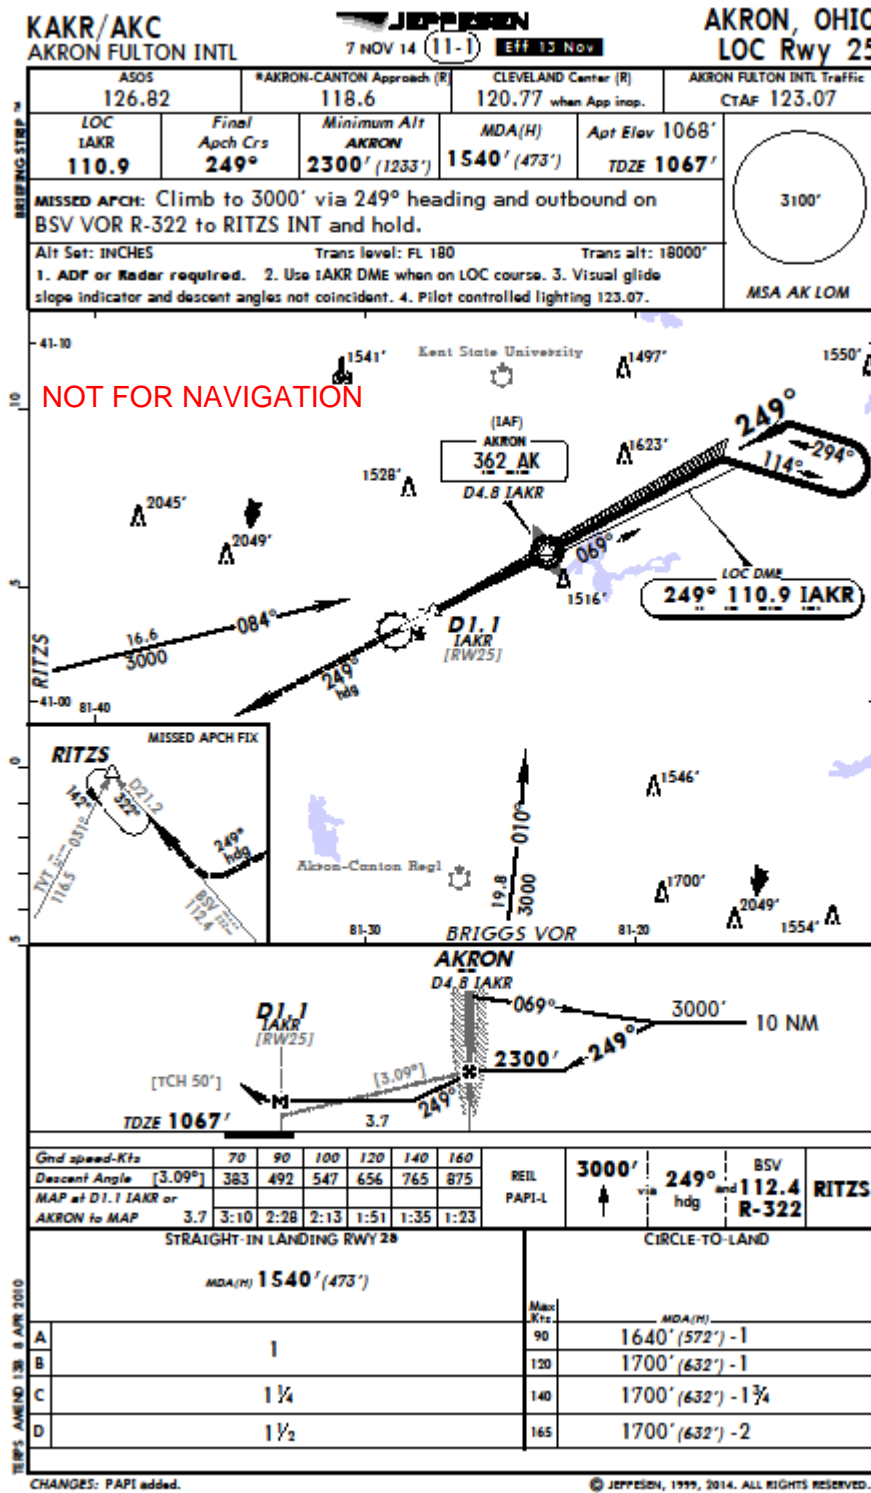 KAKR/AKC
AKRON FULTON INTL
JEPPESEN
7 NOV 14 (11-1) Eff 13 Nov
AKRON, OHIO
LOC Rwy 25
BRIEFING STRIP ™
ASOS
126.82
*AKRON-CANTON Approach (R)
118.6
CLEVELAND Center (R)
120.77 when App inop.
AKRON FULTON INTL Traffic
CTAF 123.07
LOC
IAKR
110.9
Final
Apch Crs
249°
Minimum Alt
AKRON
2300' (1233')
MDA(H)
1540' (473')
Apt Elev 1068'
TDZE 1067'
3100'
MSA AK LOM
MISSED APCH: Climb to 3000' via 249° heading and outbound on
BSV VOR R-322 to RITZS INT and hold.
Alt Set: INCHES Trans level: FL 180 Trans alt: 18000'
1. ADF or Radar required. 2. Use IAKR DME when on LOC course. 3. Visual glide
slope indicator and descent angles not coincident. 4. Pilot controlled lighting 123.07.
41-10
1541'
Kent State University
1497'
1550'
NOT FOR NAVIGATION
10
(IAF)
AKRON
362 AK
D4.8 IAKR
249°
294°
114°
1623'
1528'
2045'
2049'
069°
LOC DME
249° 110.9 IAKR
1516'
5
084°
16.6
3000
RITZS
D1.1
IAKR
[RW25]
249°
hdg
41-00
81-40
MISSED APCH FIX
RITZS
D21.2
142°
322°
031°
TVT
116.5
249°
hdg
BSV
112.4
0
5
1546'
010°
19.8
3000
Akron-Canton Regl
1700'
2049'
1554'
81-30
BRIGGS VOR
81-20
AKRON
D4.8 IAKR
D1.1
IAKR
[RW25]
069°
3000'
10 NM
249°
2300'
[TCH 50']
[3.09°]
249°
TDZE 1067'
3.7
Gnd speed-Kts 70 90 100 120 140 160
Descent Angle [3.09°] 383 492 547 656 765 875
MAP at D1.1 IAKR or
AKRON to MAP 3.7 3:10 2:28 2:13 1:51 1:35 1:23
REIL
PAPI-L
3000' via 249° hdg and BSV 112.4 R-322 RITZS
STRAIGHT-IN LANDING RWY 28
CIRCLE-TO-LAND
MDA(H) 1540' (473')
Max
Kts
MDA(H)
A
B
1
90 1640' (572') -1
120 1700' (632') -1
C 1¼
140 1700' (632') -1¾
D 1½
165 1700' (632') -2
TERPS AMEND 13B 8 APR 2010
CHANGES: PAPI added.
© JEPPESEN, 1999, 2014. ALL RIGHTS RESERVED.